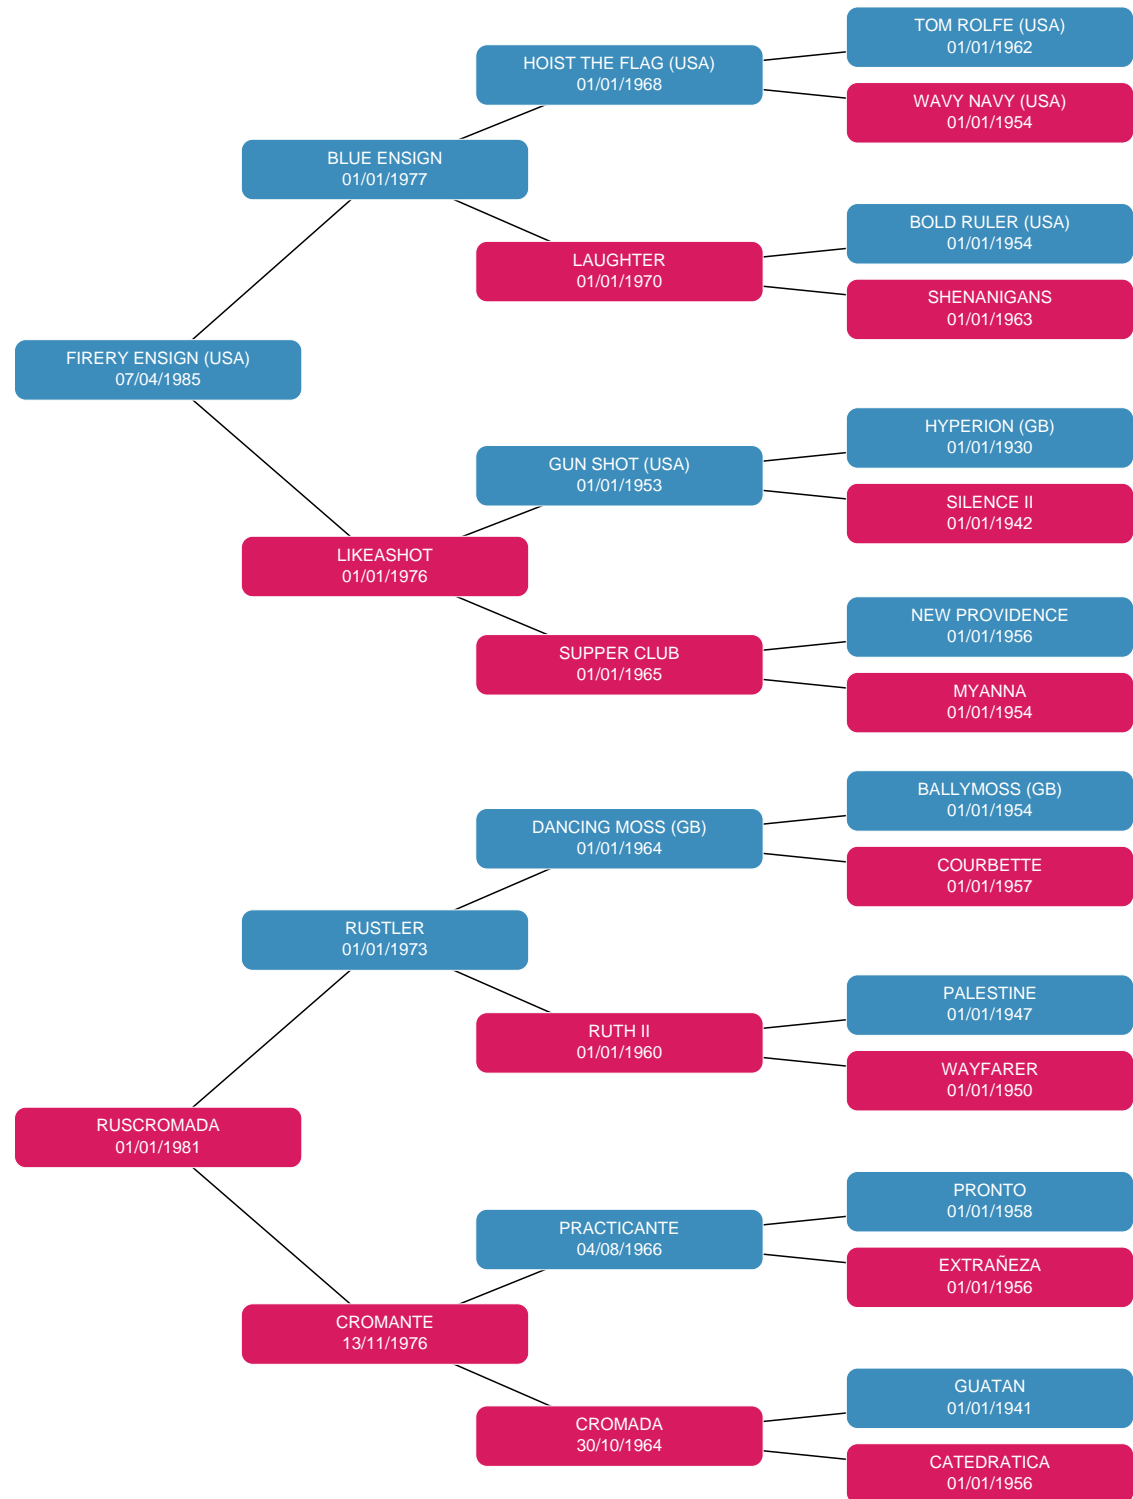 TOM ROLFE (USA)
01/01/1962
HOIST THE FLAG (USA)
01/01/1968
WAVY NAVY (USA)
01/01/1954
BLUE ENSIGN
01/01/1977
BOLD RULER (USA)
01/01/1954
LAUGHTER
01/01/1970
SHENANIGANS
01/01/1963
FIRERY ENSIGN (USA)
07/04/1985
HYPERION (GB)
01/01/1930
GUN SHOT (USA)
01/01/1953
SILENCE II
01/01/1942
LIKEASHOT
01/01/1976
NEW PROVIDENCE
01/01/1956
SUPPER CLUB
01/01/1965
MYANNA
01/01/1954
BALLYMOSS (GB)
01/01/1954
DANCING MOSS (GB)
01/01/1964
COURBETTE
01/01/1957
RUSTLER
01/01/1973
PALESTINE
01/01/1947
RUTH II
01/01/1960
WAYFARER
01/01/1950
RUSCROMADA
01/01/1981
PRONTO
01/01/1958
PRACTICANTE
04/08/1966
EXTRAÑEZA
01/01/1956
CROMANTE
13/11/1976
GUATAN
01/01/1941
CROMADA
30/10/1964
CATEDRATICA
01/01/1956